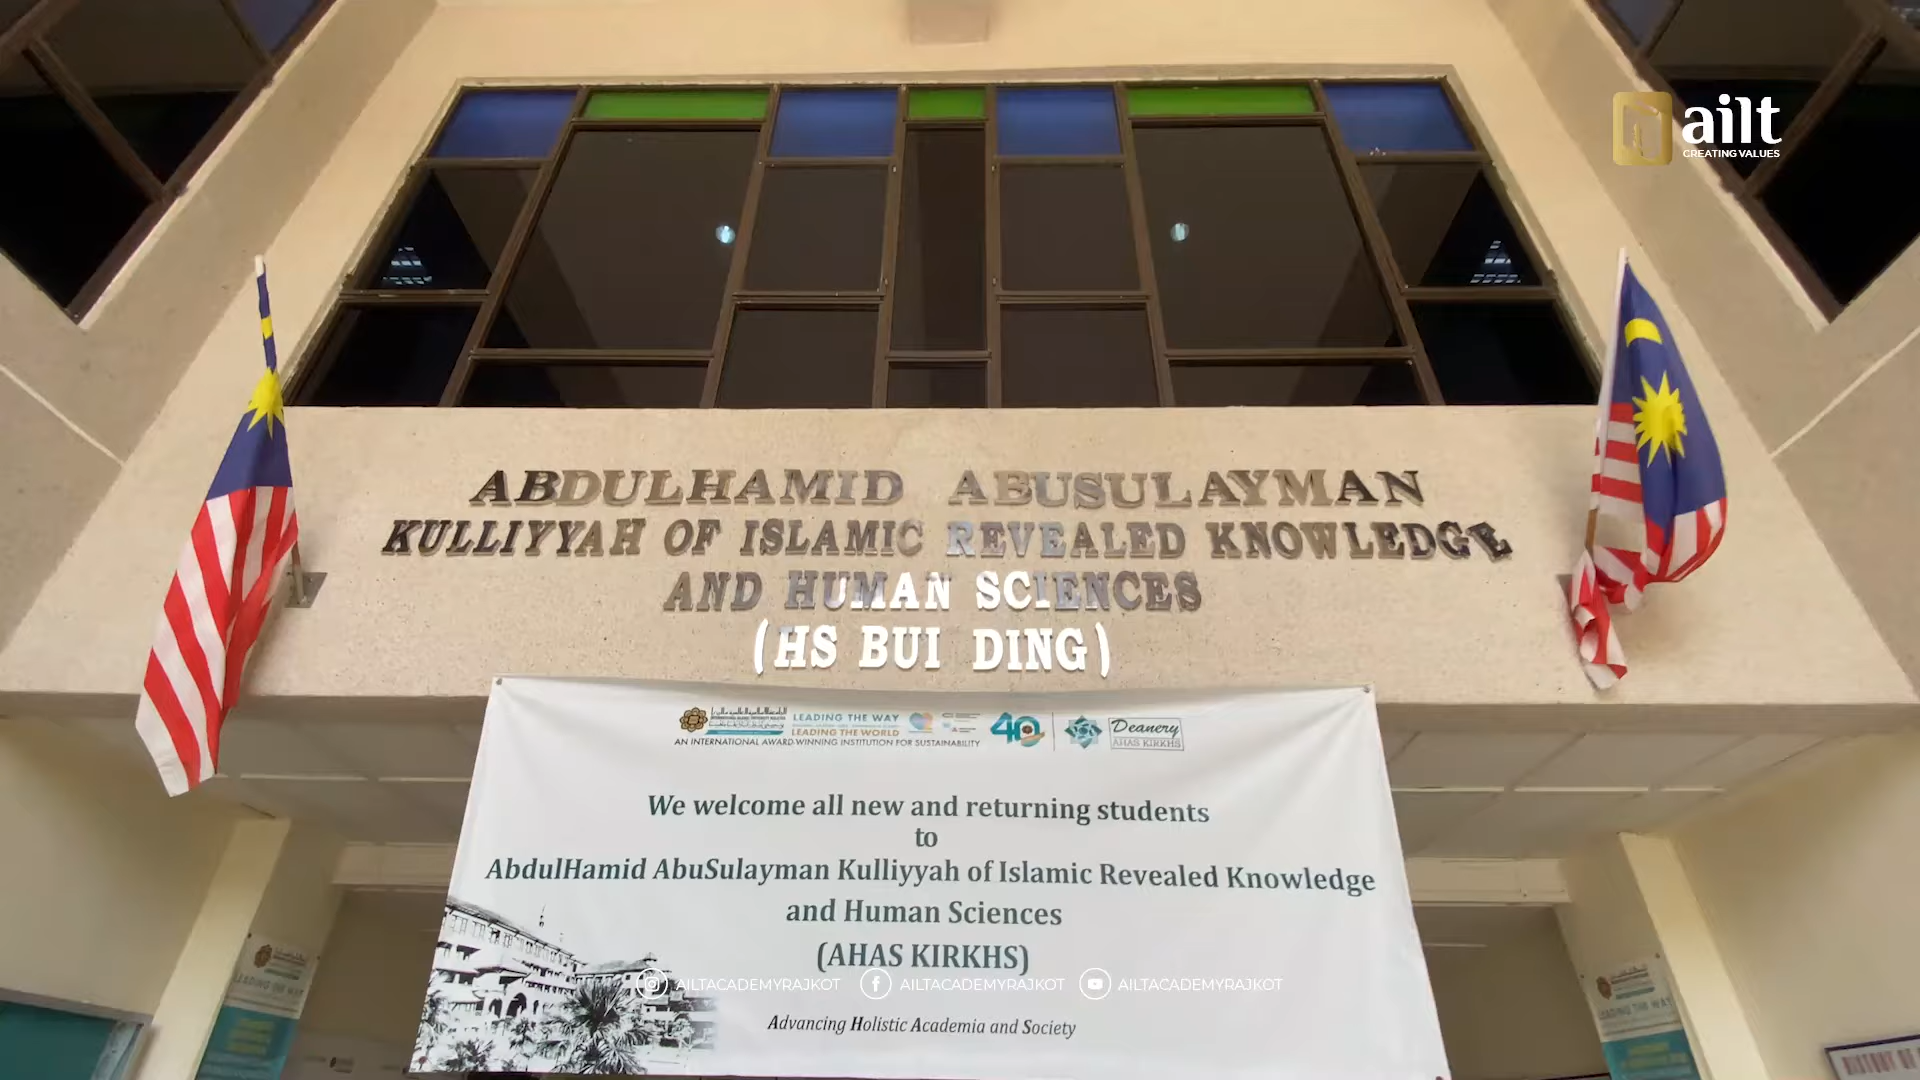 ailt
CREATING VALUES
ABDULHAMID ABUSULAYMAN
KULLIYYAH OF ISLAMIC REVEALED KNOWLEDGE
AND HUMAN SCIENCES
(HS BUI DING)
LEADING THE WAY
LEADING THE WORLD
AN INTERNATIONAL AWARD-WINNING INSTITUTION FOR SUSTAINABILITY
40
Deanery
AHAS KIRKHS
We welcome all new and returning students
to
AbdulHamid AbuSulayman Kulliyyah of Islamic Revealed Knowledge
and Human Sciences
(AHAS KIRKHS)
AILTACADEMYRAJKOT AILTACADEMYRAJKOT AILTACADEMYRAJKOT
Advancing Holistic Academia and Society
LEADING THE WAY